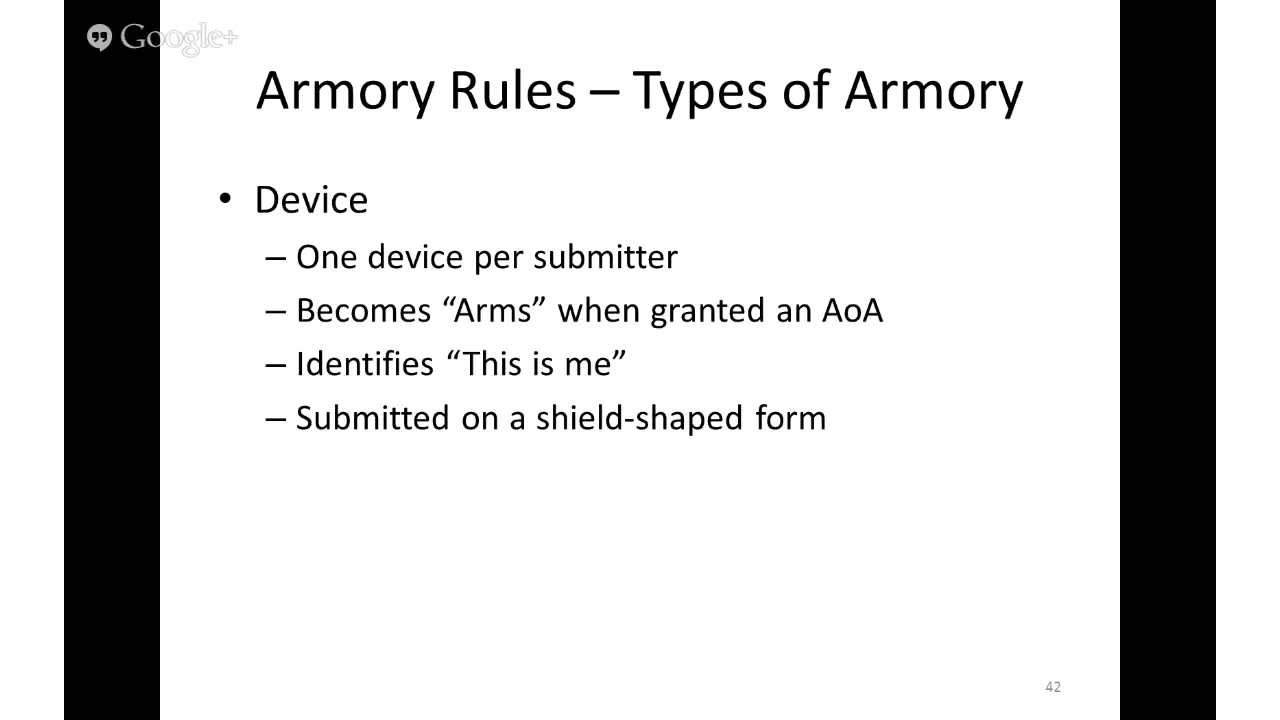 Google+
Armory Rules – Types of Armory
• Device
– One device per submitter
– Becomes “Arms” when granted an AoA
– Identifies “This is me”
– Submitted on a shield-shaped form
42